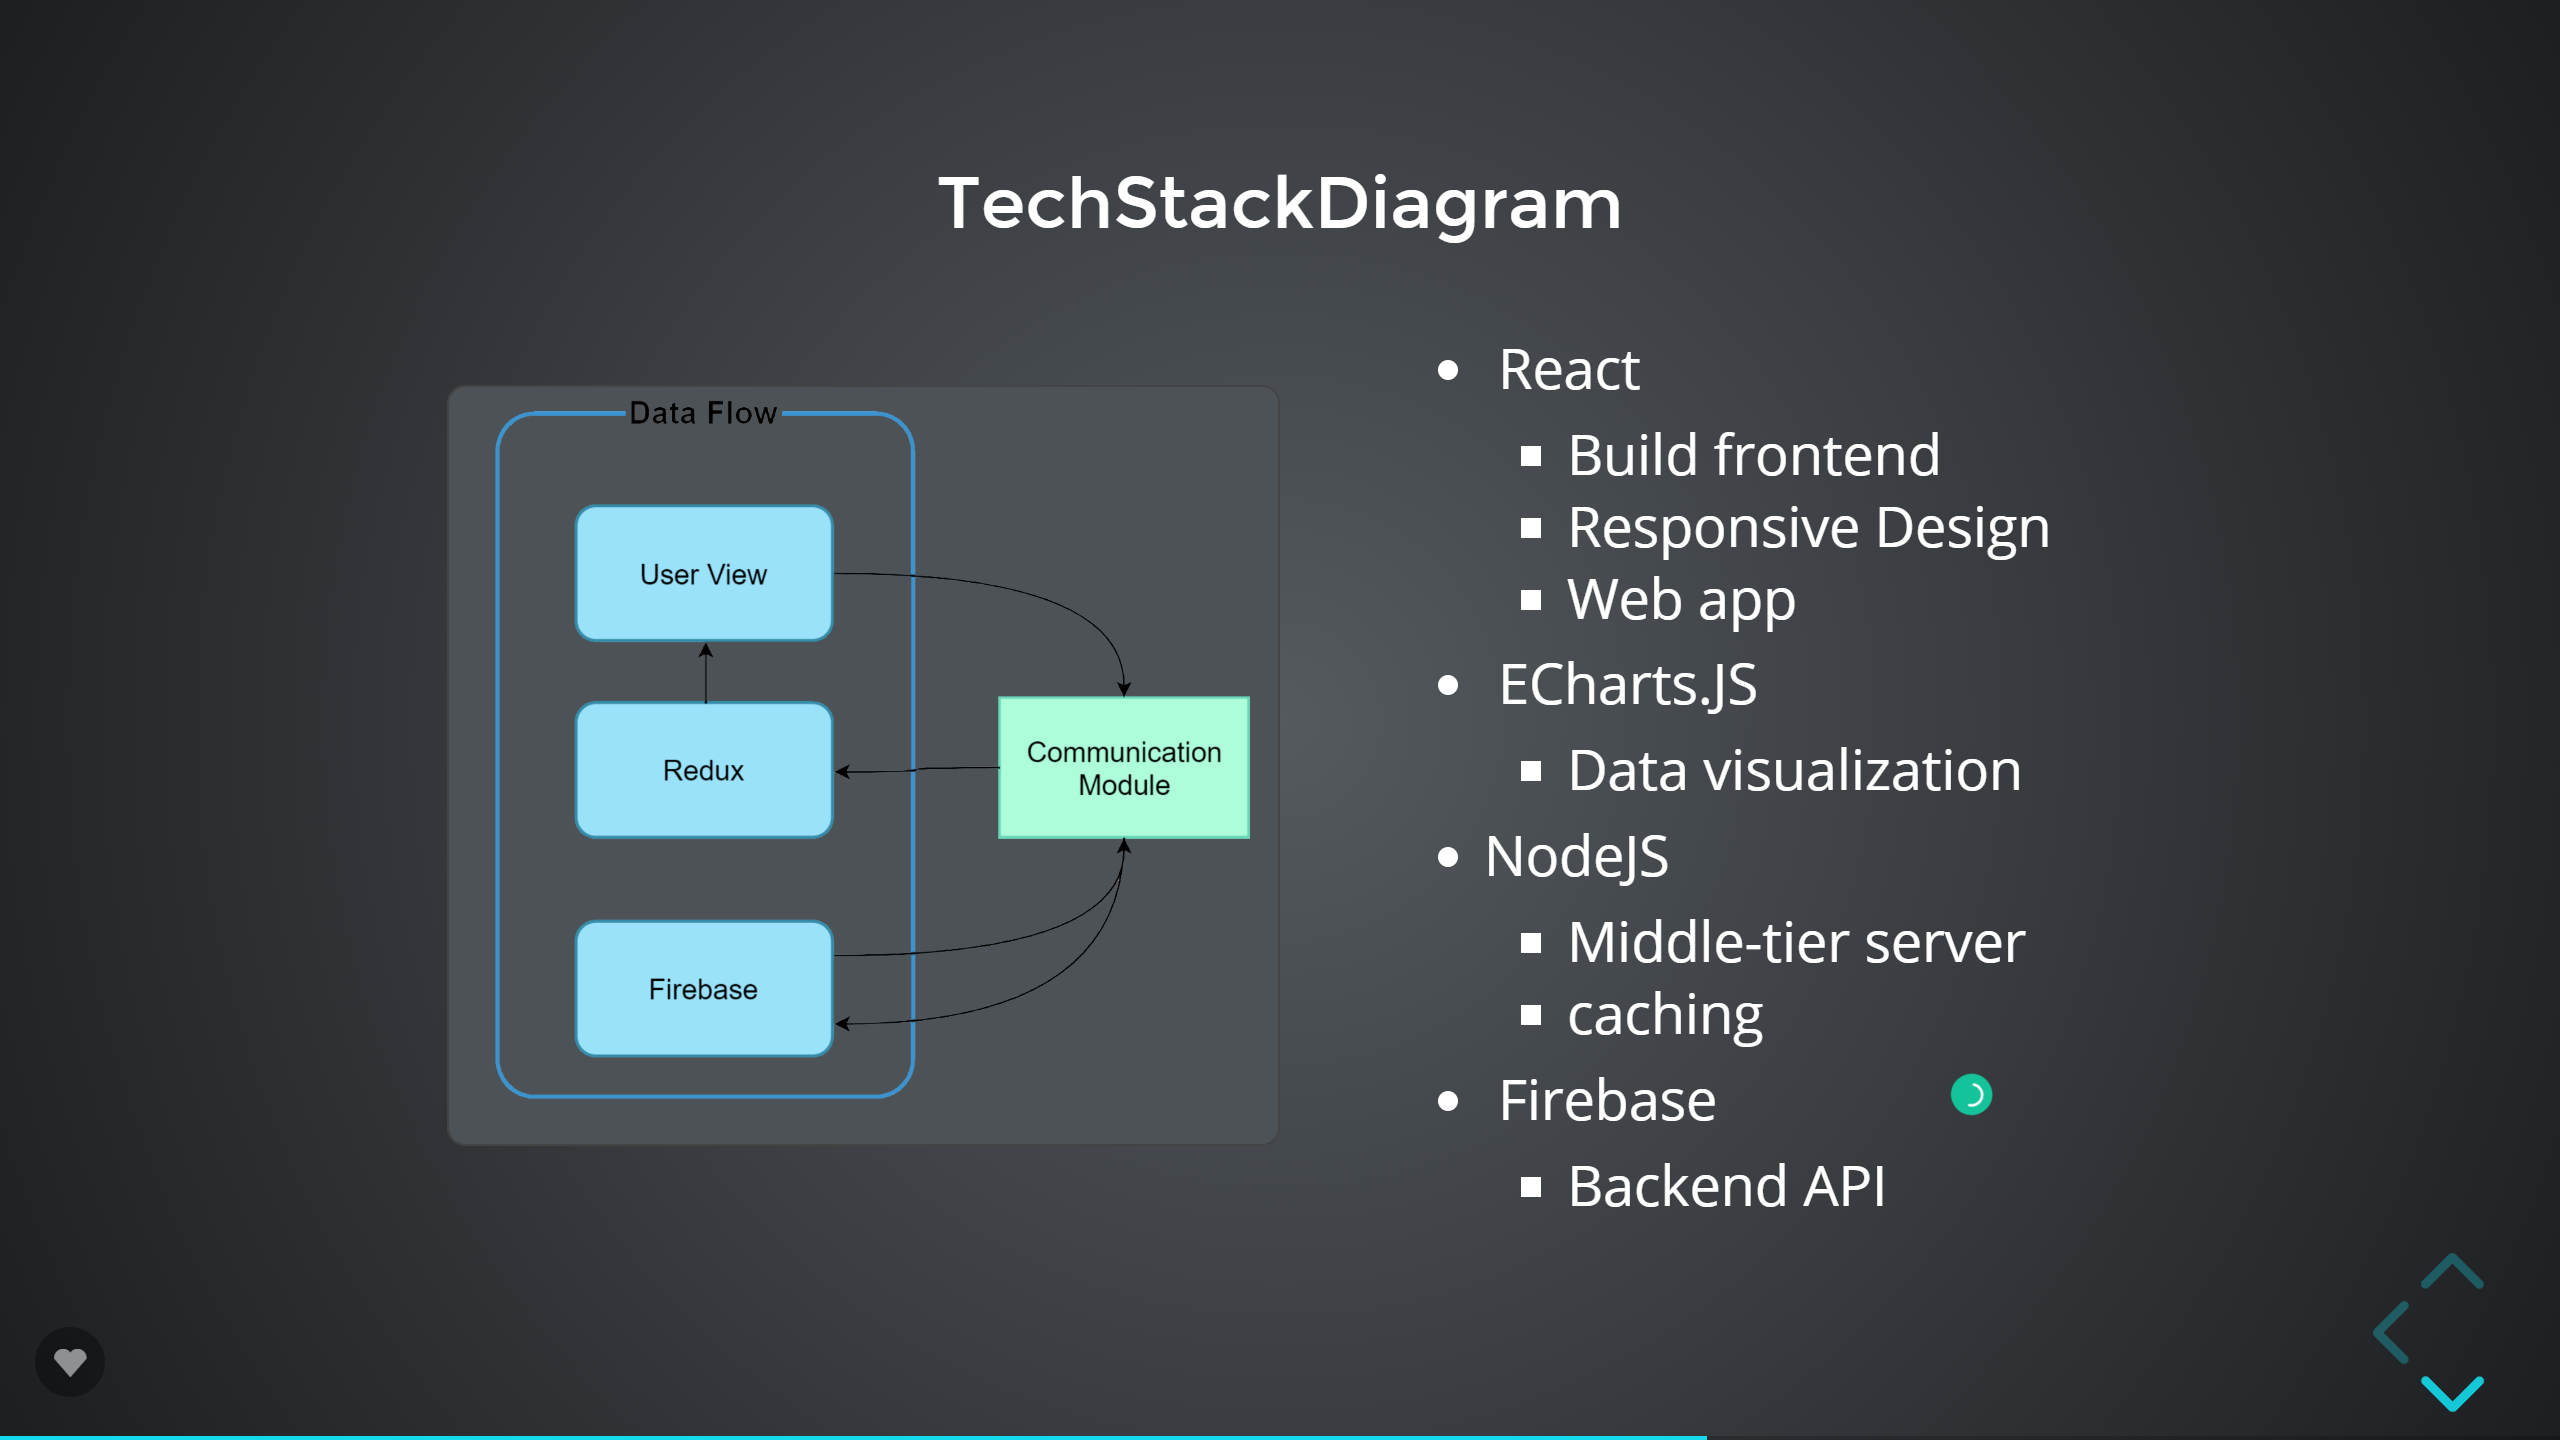 TechStackDiagram
Data Flow
User View
Redux
Firebase
Communication
Module
React
Build frontend
Responsive Design
Web app
ECharts.JS
Data visualization
NodeJS
Middle-tier server
caching
Firebase
Backend API